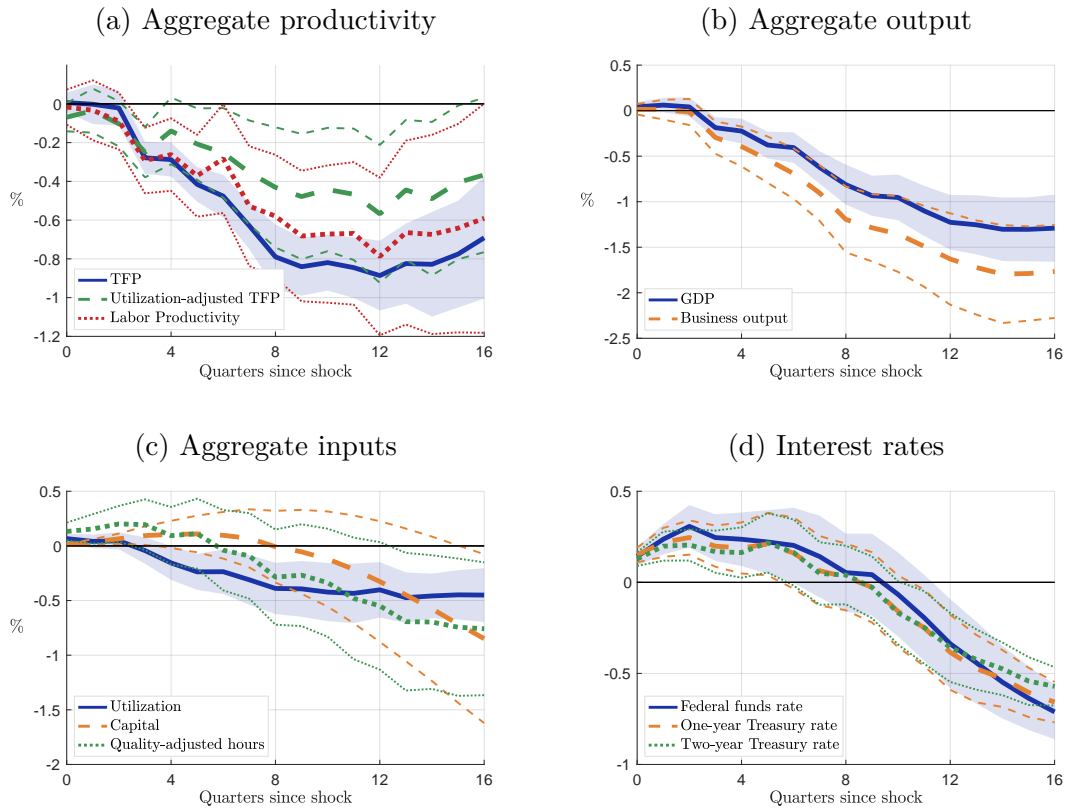 (a) Aggregate productivity
%
0
-0.2
-0.4
-0.6
-0.8
-1
-1.2
TFP
Utilization-adjusted TFP
Labor Productivity
0 4 8 12 16
Quarters since shock
(b) Aggregate output
%
0.5
0
-0.5
-1
-1.5
-2
-2.5
GDP
Business output
0 4 8 12 16
Quarters since shock
(c) Aggregate inputs
%
0.5
0
-0.5
-1
-1.5
-2
Utilization
Capital
Quality-adjusted hours
0 4 8 12 16
Quarters since shock
(d) Interest rates
%
0.5
0
-0.5
-1
Federal funds rate
One-year Treasury rate
Two-year Treasury rate
0 4 8 12 16
Quarters since shock